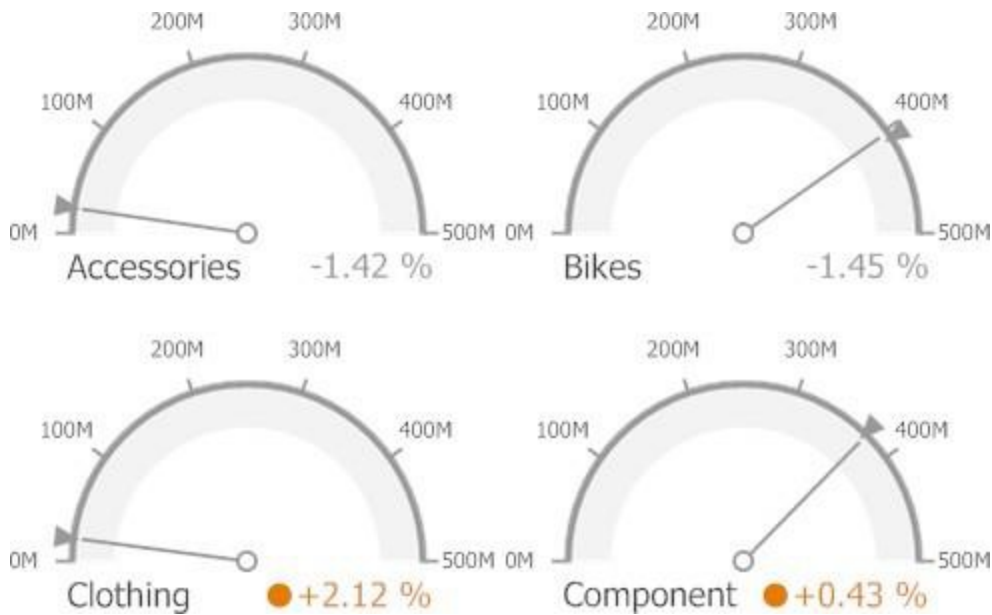 200M 300M
100M 400M
0M 500M
Accessories -1.42 %
200M 300M
100M 400M
0M 500M
Bikes -1.45 %
200M 300M
100M 400M
0M 500M
Clothing +2.12 %
200M 300M
100M 400M
0M 500M
Component +0.43 %